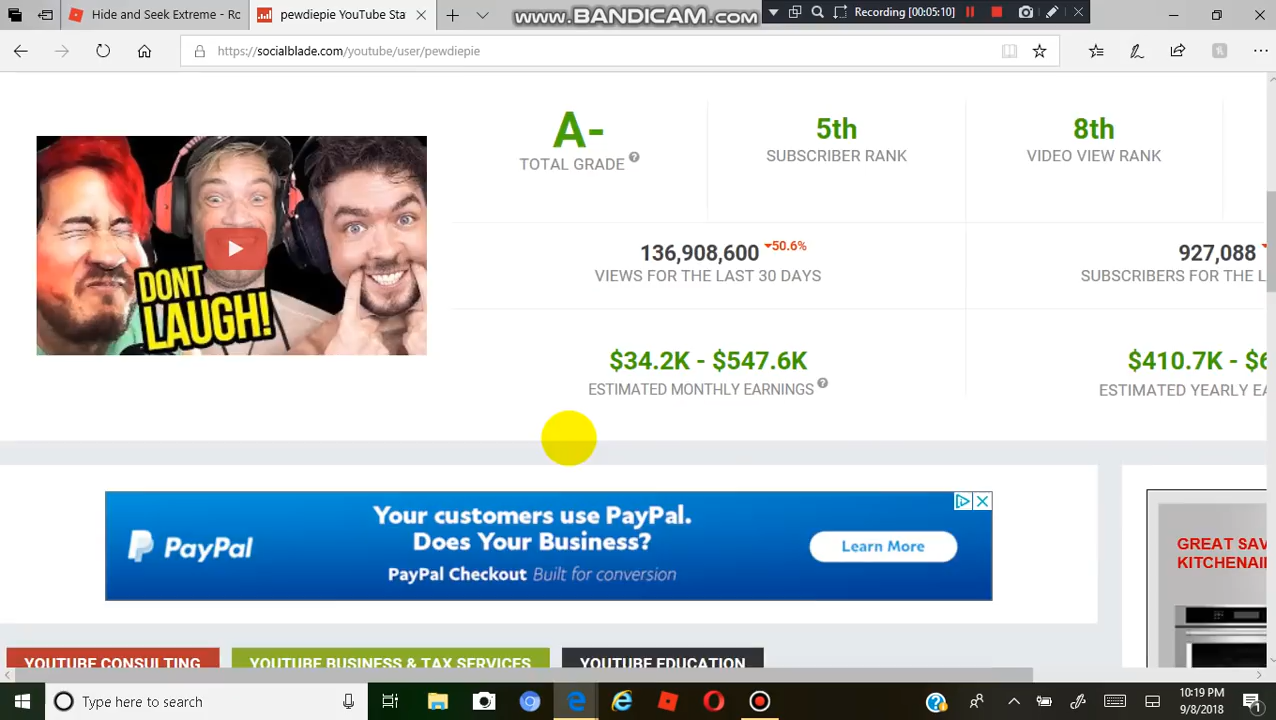 Hide and Seek Extreme - Ro
pewdiepie YouTube Sta
www.BANDICAM.com
Recording [00:05:10]
https://socialblade.com/youtube/user/pewdiepie
A-
TOTAL GRADE
5th
SUBSCRIBER RANK
8th
VIDEO VIEW RANK
136,908,600 50.6%
VIEWS FOR THE LAST 30 DAYS
927,088
SUBSCRIBERS FOR THE L
DONT
LAUGH!
$34.2K - $547.6K
ESTIMATED MONTHLY EARNINGS
$410.7K - $6
ESTIMATED YEARLY EA
Your customers use PayPal.
Does Your Business?
PayPal Checkout Built for conversion
PayPal
Learn More
GREAT SAV
KITCHENAI
YOUTUBE CONSULTING
YOUTUBE BUSINESS & TAX SERVICES
YOUTUBE EDUCATION
Type here to search
10:19 PM
9/8/2018
1